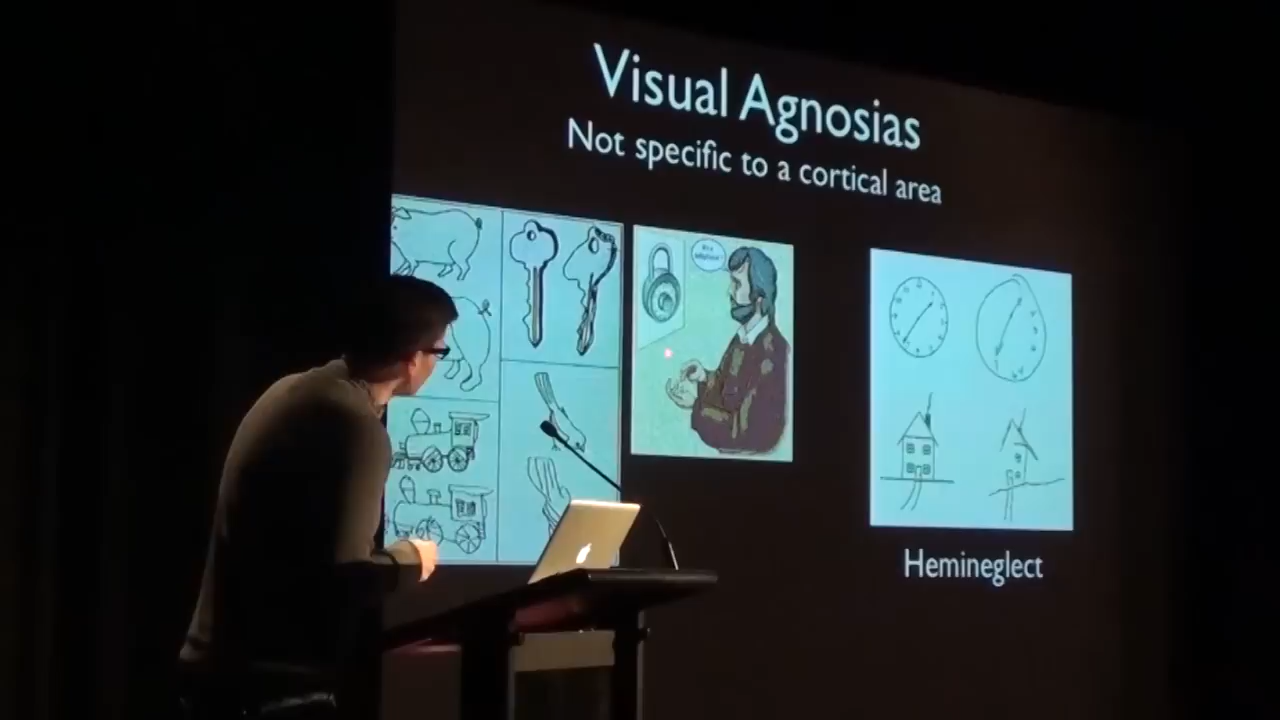 Visual Agnosias
Not specific to a cortical area
Hemineglect